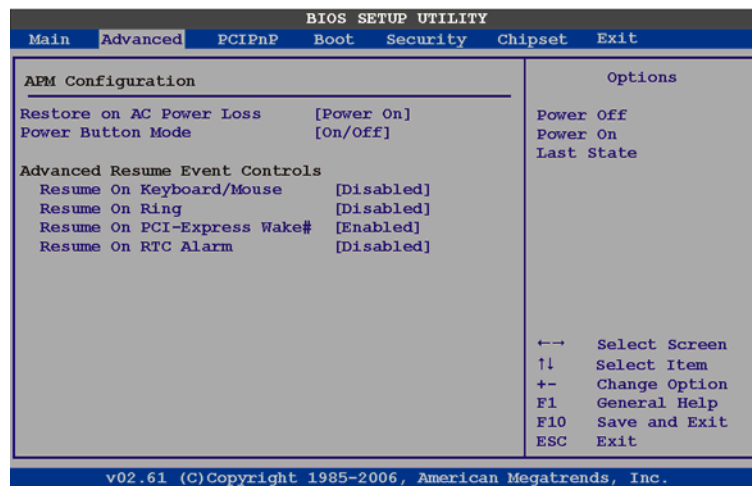 BIOS SETUP UTILITY
Main Advanced PCIPnP Boot Security Chipset Exit
APM Configuration
Restore on AC Power Loss [Power On]
Power Button Mode [On/Off]
Advanced Resume Event Controls
Resume On Keyboard/Mouse [Disabled]
Resume On Ring [Disabled]
Resume On PCI-Express Wake# [Enabled]
Resume On RTC Alarm [Disabled]
Options
Power Off
Power On
Last State
←→ Select Screen
↑↓ Select Item
+- Change Option
F1 General Help
F10 Save and Exit
ESC Exit
v02.61 (C)Copyright 1985-2006, American Megatrends, Inc.